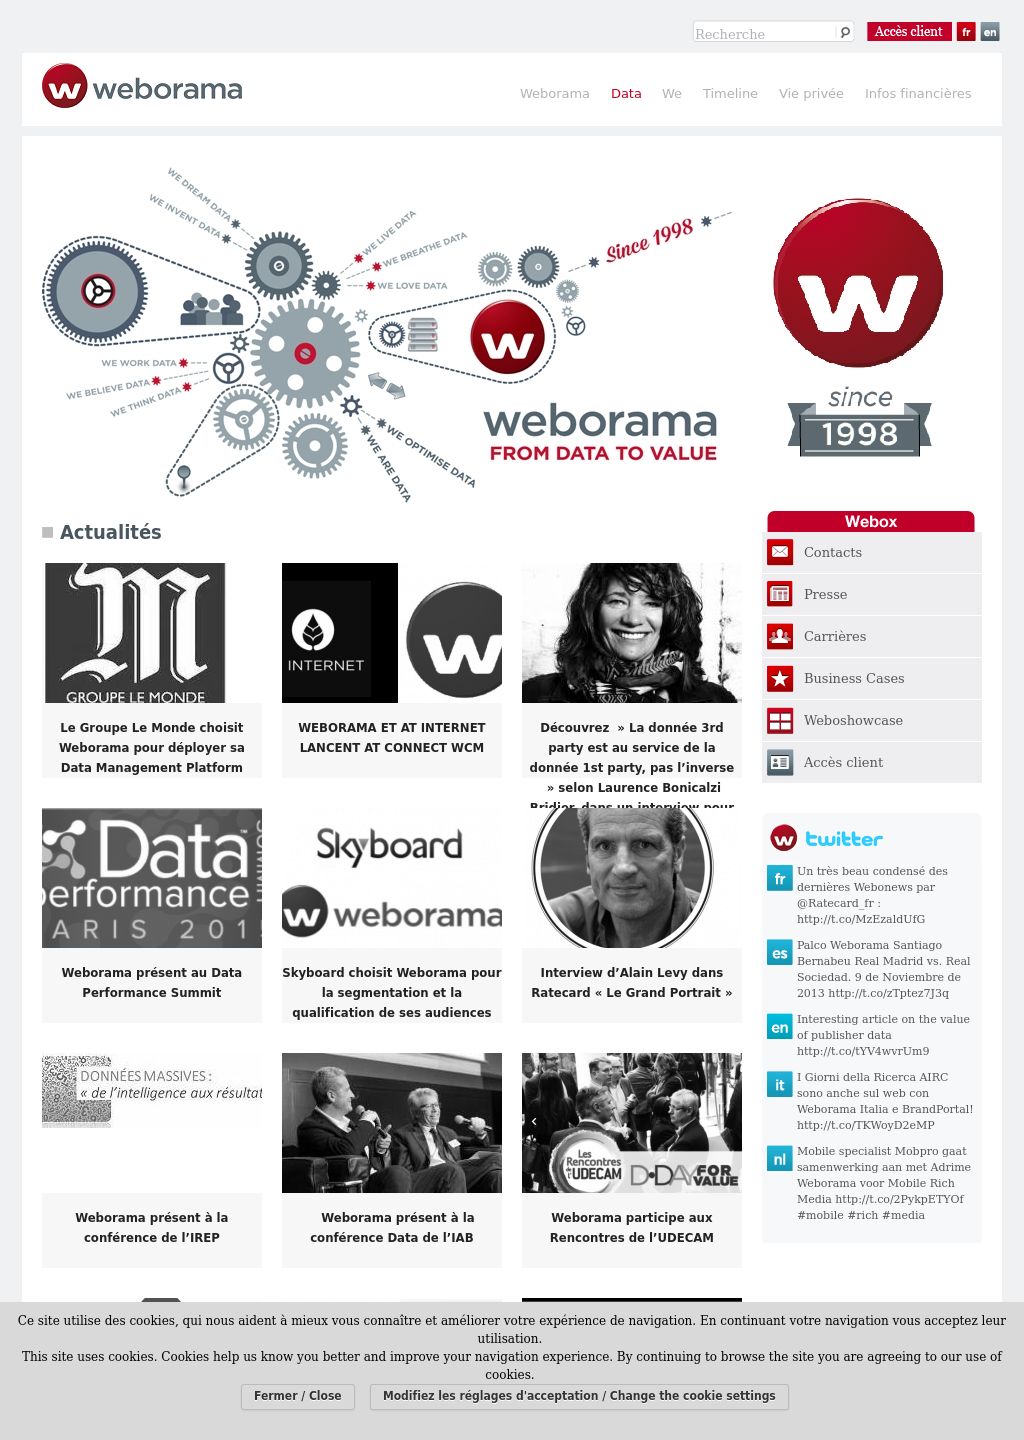 Recherche
Accès client
fr
en
weborama
Weborama Data We Timeline Vie privée Infos financières
WE DREAM DATA
WE INVENT DATA
WE LIVE DATA
WE BREATHE DATA
WE LOVE DATA
Since 1998
WE WORK DATA
WE BELIEVE DATA
WE THINK DATA
WE OPTIMISE DATA
WE ARE DATA
weborama
FROM DATA TO VALUE
since
1998
Actualités
GROUPE LE MONDE
Le Groupe Le Monde choisit
Weborama pour déployer sa
Data Management Platform
INTERNET
WEBORAMA ET AT INTERNET
LANCENT AT CONNECT WCM
Découvrez » La donnée 3rd
party est au service de la
donnée 1st party, pas l’inverse
» selon Laurence Bonicalzi
Bridier, dans un interview pour
Data
performance
SUMMIT
PARIS 2015
Weborama présent au Data
Performance Summit
Skyboard
weborama
Skyboard choisit Weborama pour
la segmentation et la
qualification de ses audiences
Interview d’Alain Levy dans
Ratecard « Le Grand Portrait »
DONNÉES MASSIVES :
« de l’intelligence aux résultat
Weborama présent à la
conférence de l’IREP
Weborama présent à la
conférence Data de l’IAB
Les
Rencontres
de l'UDECAM
D•DAY FOR
VALUE
Weborama participe aux
Rencontres de l’UDECAM
Webox
Contacts
Presse
Carrières
Business Cases
Weboshowcase
Accès client
twitter
fr
Un très beau condensé des
dernières Webonews par
@Ratecard_fr :
http://t.co/MzEzaldUfG
es
Palco Weborama Santiago
Bernabeu Real Madrid vs. Real
Sociedad. 9 de Noviembre de
2013 http://t.co/zTptez7J3q
en
Interesting article on the value
of publisher data
http://t.co/tYV4wvrUm9
it
I Giorni della Ricerca AIRC
sono anche sul web con
Weborama Italia e BrandPortal!
http://t.co/TKWoyD2eMP
nl
Mobile specialist Mobpro gaat
samenwerking aan met Adrime
Weborama voor Mobile Rich
Media http://t.co/2PykpETYOf
#mobile #rich #media
Ce site utilise des cookies, qui nous aident à mieux vous connaître et améliorer votre expérience de navigation. En continuant votre navigation vous acceptez leur
utilisation.
This site uses cookies. Cookies help us know you better and improve your navigation experience. By continuing to browse the site you are agreeing to our use of
cookies.
Fermer / Close
Modifiez les réglages d'acceptation / Change the cookie settings